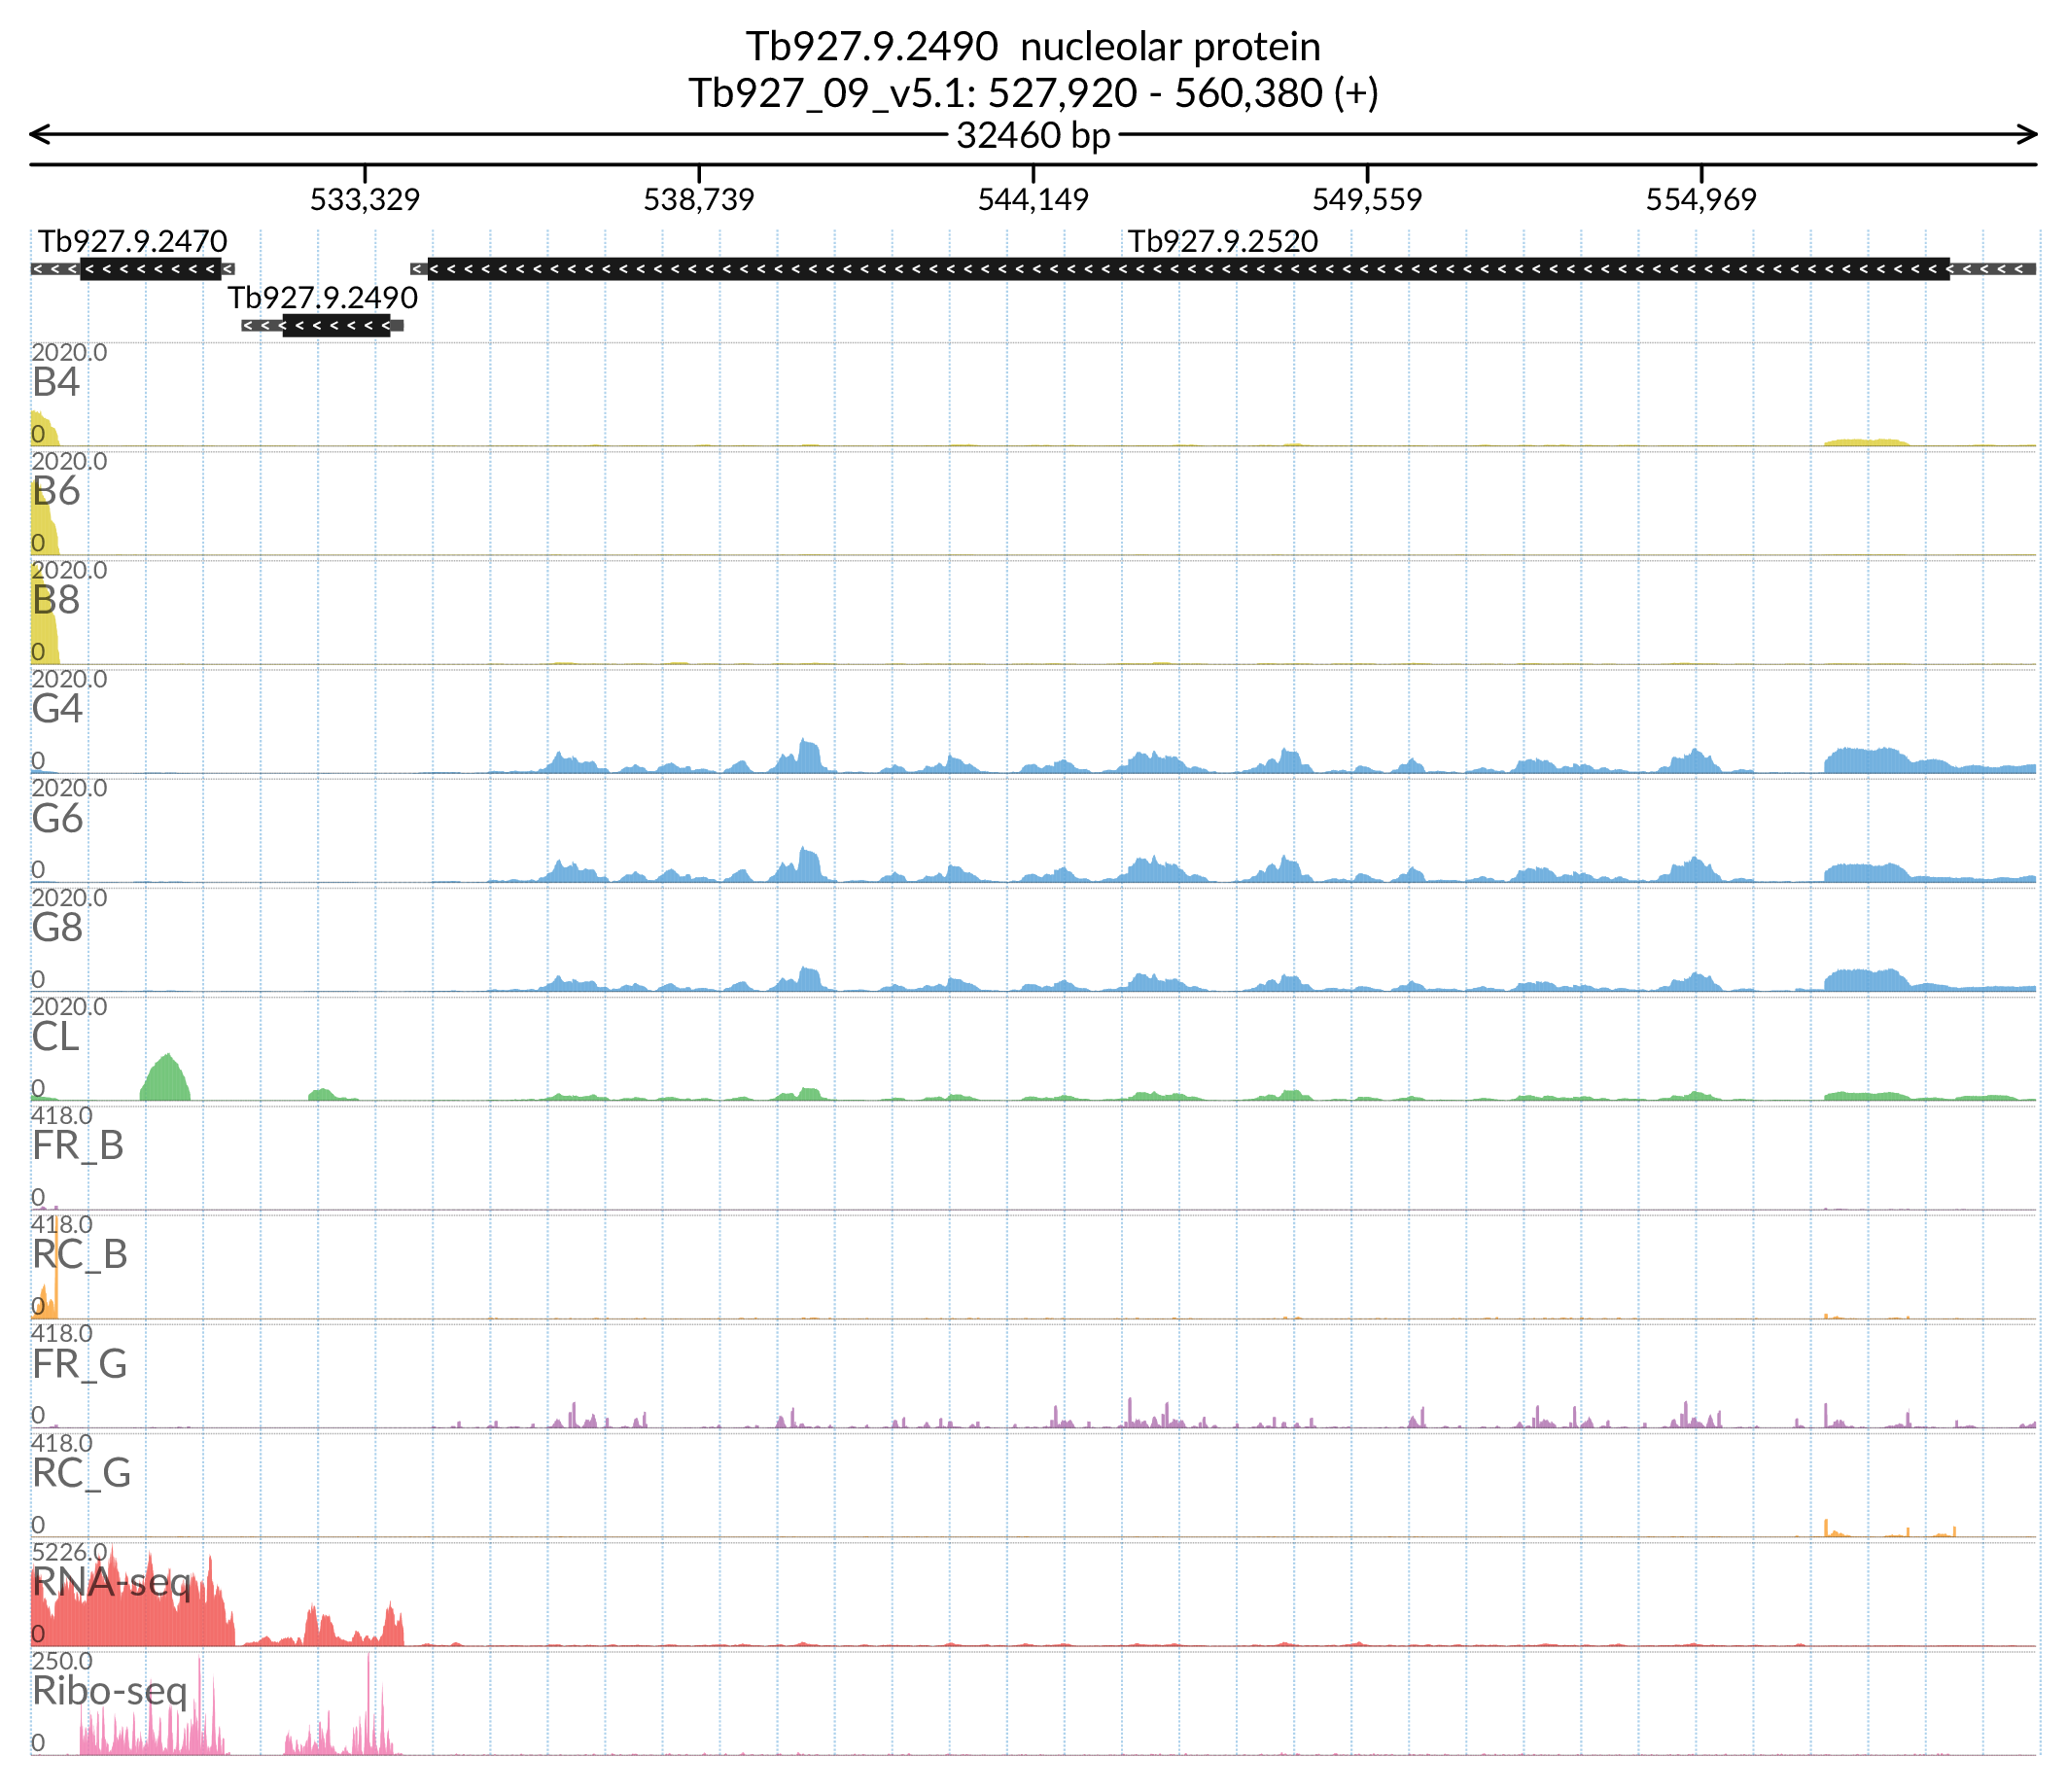 Tb927.9.2490  nucleolar protein
Tb927_09_v5.1: 527,920 - 560,380 (+)
32460 bp
533,329 538,739 544,149 549,559 554,969
Tb927.9.2470 Tb927.9.2520
Tb927.9.2490
2020.0
B4
0
2020.0
B6
0
2020.0
B8
0
2020.0
G4
0
2020.0
G6
0
2020.0
G8
0
2020.0
CL
0
418.0
FR_B
0
418.0
RC_B
0
418.0
FR_G
0
418.0
RC_G
0
5226.0
RNA-seq
0
250.0
Ribo-seq
0